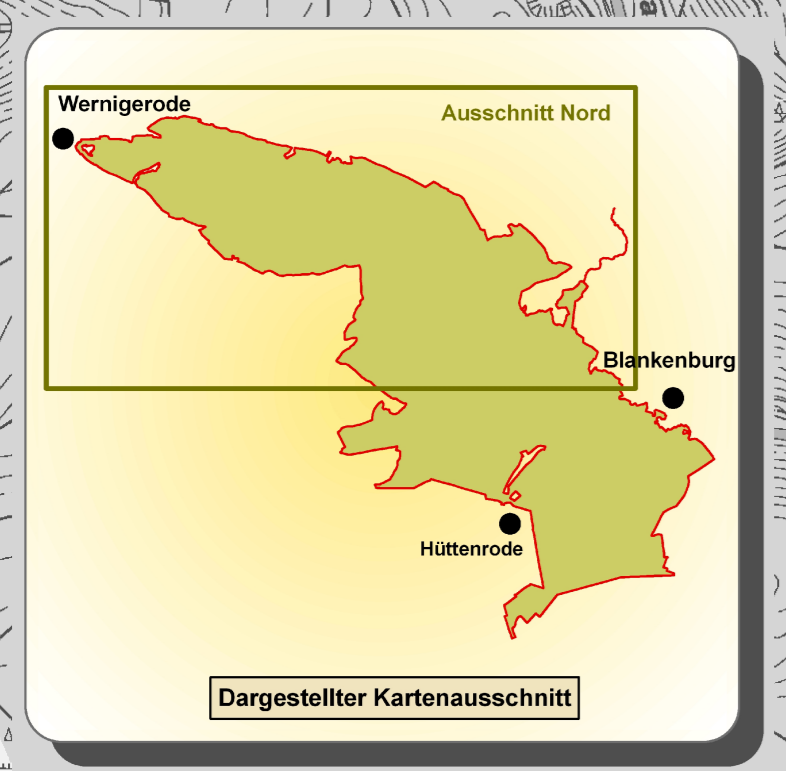 Wernigerode
Ausschnitt Nord
Blankenburg
Hüttenrode
Dargestellter Kartenausschnitt